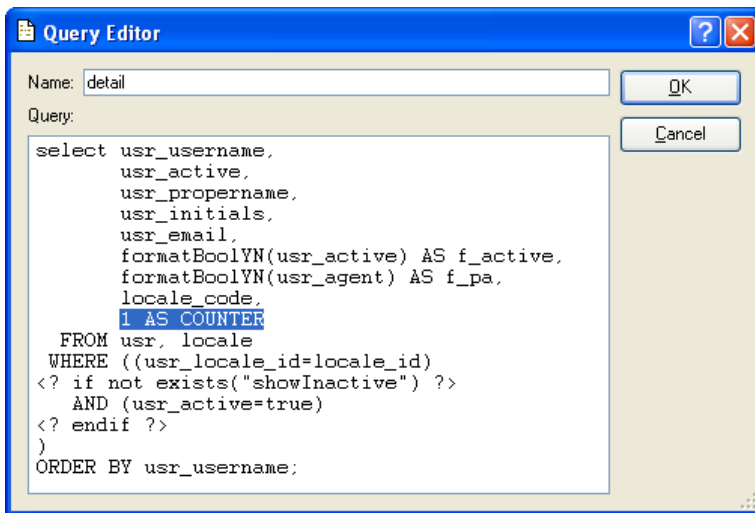 Query Editor
Name: detail
OK
Query:
Cancel
select usr_username,
usr_active,
usr_propername,
usr_initials,
usr_email,
formatBoolYN(usr_active) AS f_active,
formatBoolYN(usr_agent) AS f_pa,
locale_code,
1 AS COUNTER
FROM usr, locale
WHERE ((usr_locale_id=locale_id)
<? if not exists("showInactive") ?>
AND (usr_active=true)
<? endif ?>
)
ORDER BY usr_username;